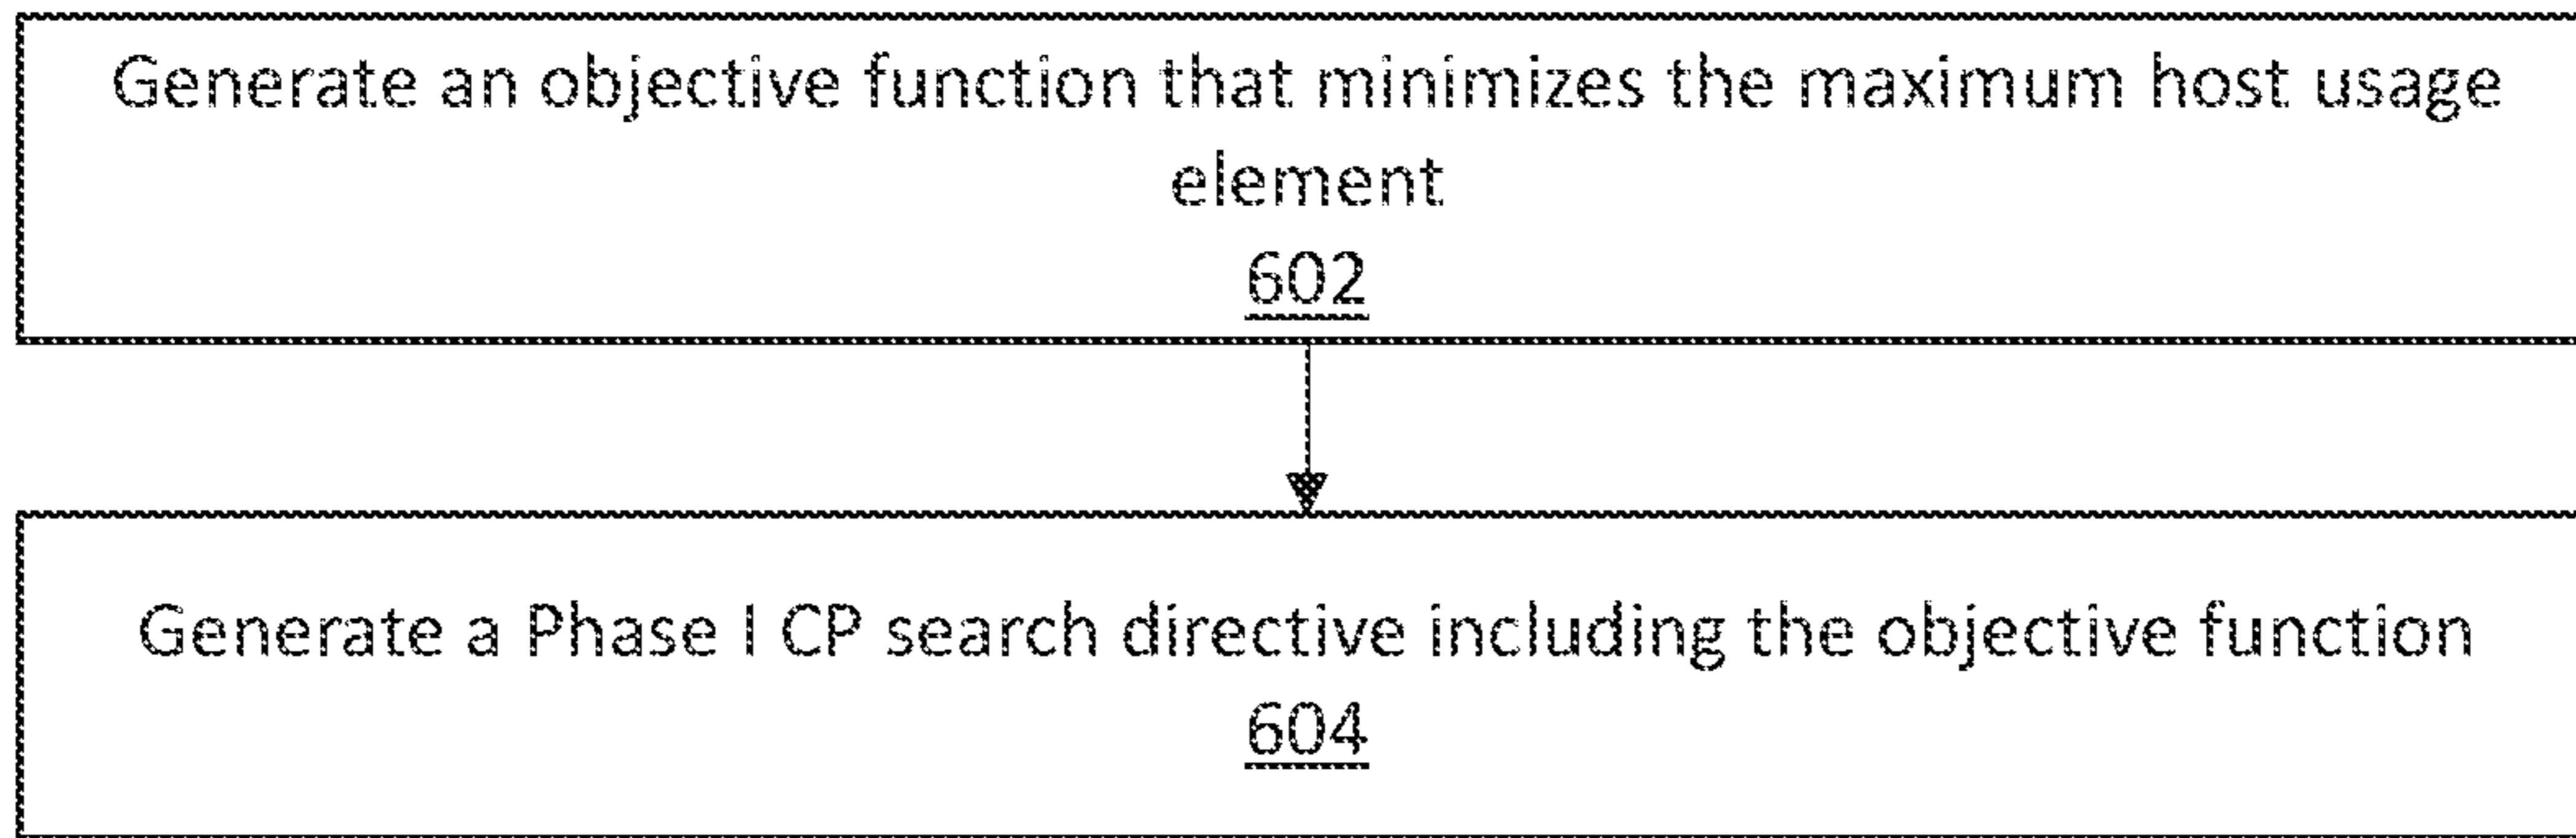 Generate an objective function that minimizes the maximum host usage
element
602
Generate a Phase I CP search directive including the objective function
604